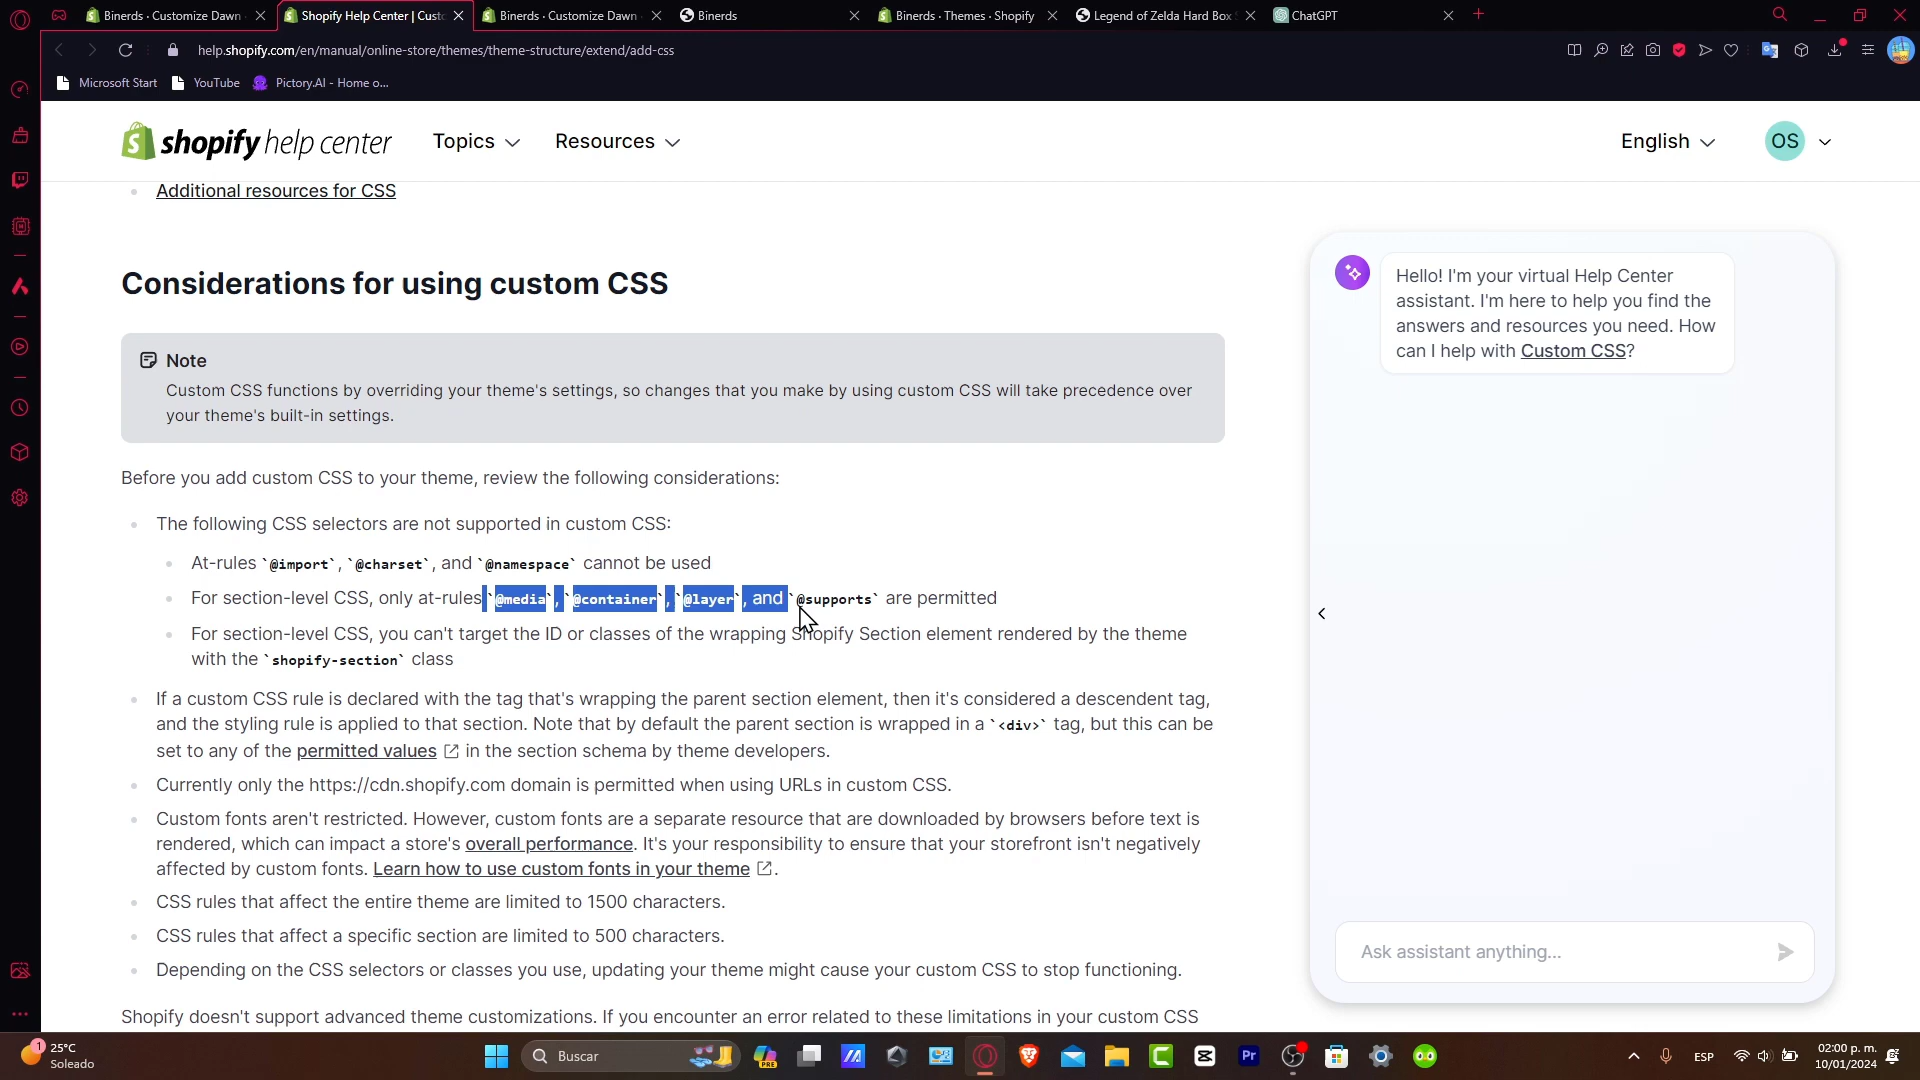 Binerds · Customize Dawn
Shopify Help Center | Cust
Binerds · Customize Dawn
Binerds
Binerds · Themes · Shopify
Legend of Zelda Hard Box S
ChatGPT
help.shopify.com/en/manual/online-store/themes/theme-structure/extend/add-css
Microsoft Start
YouTube
Pictory.AI - Home o...
shopify help center
Topics
Resources
English
OS
Additional resources for CSS
Considerations for using custom CSS
Note
Custom CSS functions by overriding your theme's settings, so changes that you make by using custom CSS will take precedence over
your theme's built-in settings.
Before you add custom CSS to your theme, review the following considerations:
The following CSS selectors are not supported in custom CSS:
At-rules `@import`, `@charset`, and `@namespace` cannot be used
For section-level CSS, only at-rules `@media`, `@container`, `@layer`, and `@supports` are permitted
For section-level CSS, you can't target the ID or classes of the wrapping Shopify Section element rendered by the theme
with the `shopify-section` class
If a custom CSS rule is declared with the tag that's wrapping the parent section element, then it's considered a descendent tag,
and the styling rule is applied to that section. Note that by default the parent section is wrapped in a `<div>` tag, but this can be
set to any of the permitted values in the section schema by theme developers.
Currently only the https://cdn.shopify.com domain is permitted when using URLs in custom CSS.
Custom fonts aren't restricted. However, custom fonts are a separate resource that are downloaded by browsers before text is
rendered, which can impact a store's overall performance. It's your responsibility to ensure that your storefront isn't negatively
affected by custom fonts. Learn how to use custom fonts in your theme .
CSS rules that affect the entire theme are limited to 1500 characters.
CSS rules that affect a specific section are limited to 500 characters.
Depending on the CSS selectors or classes you use, updating your theme might cause your custom CSS to stop functioning.
Shopify doesn't support advanced theme customizations. If you encounter an error related to these limitations in your custom CSS
Hello! I'm your virtual Help Center
assistant. I'm here to help you find the
answers and resources you need. How
can I help with Custom CSS?
Ask assistant anything...
1
25°C
Soleado
Buscar
PRE
Pr
ESP
02:00 p. m.
10/01/2024